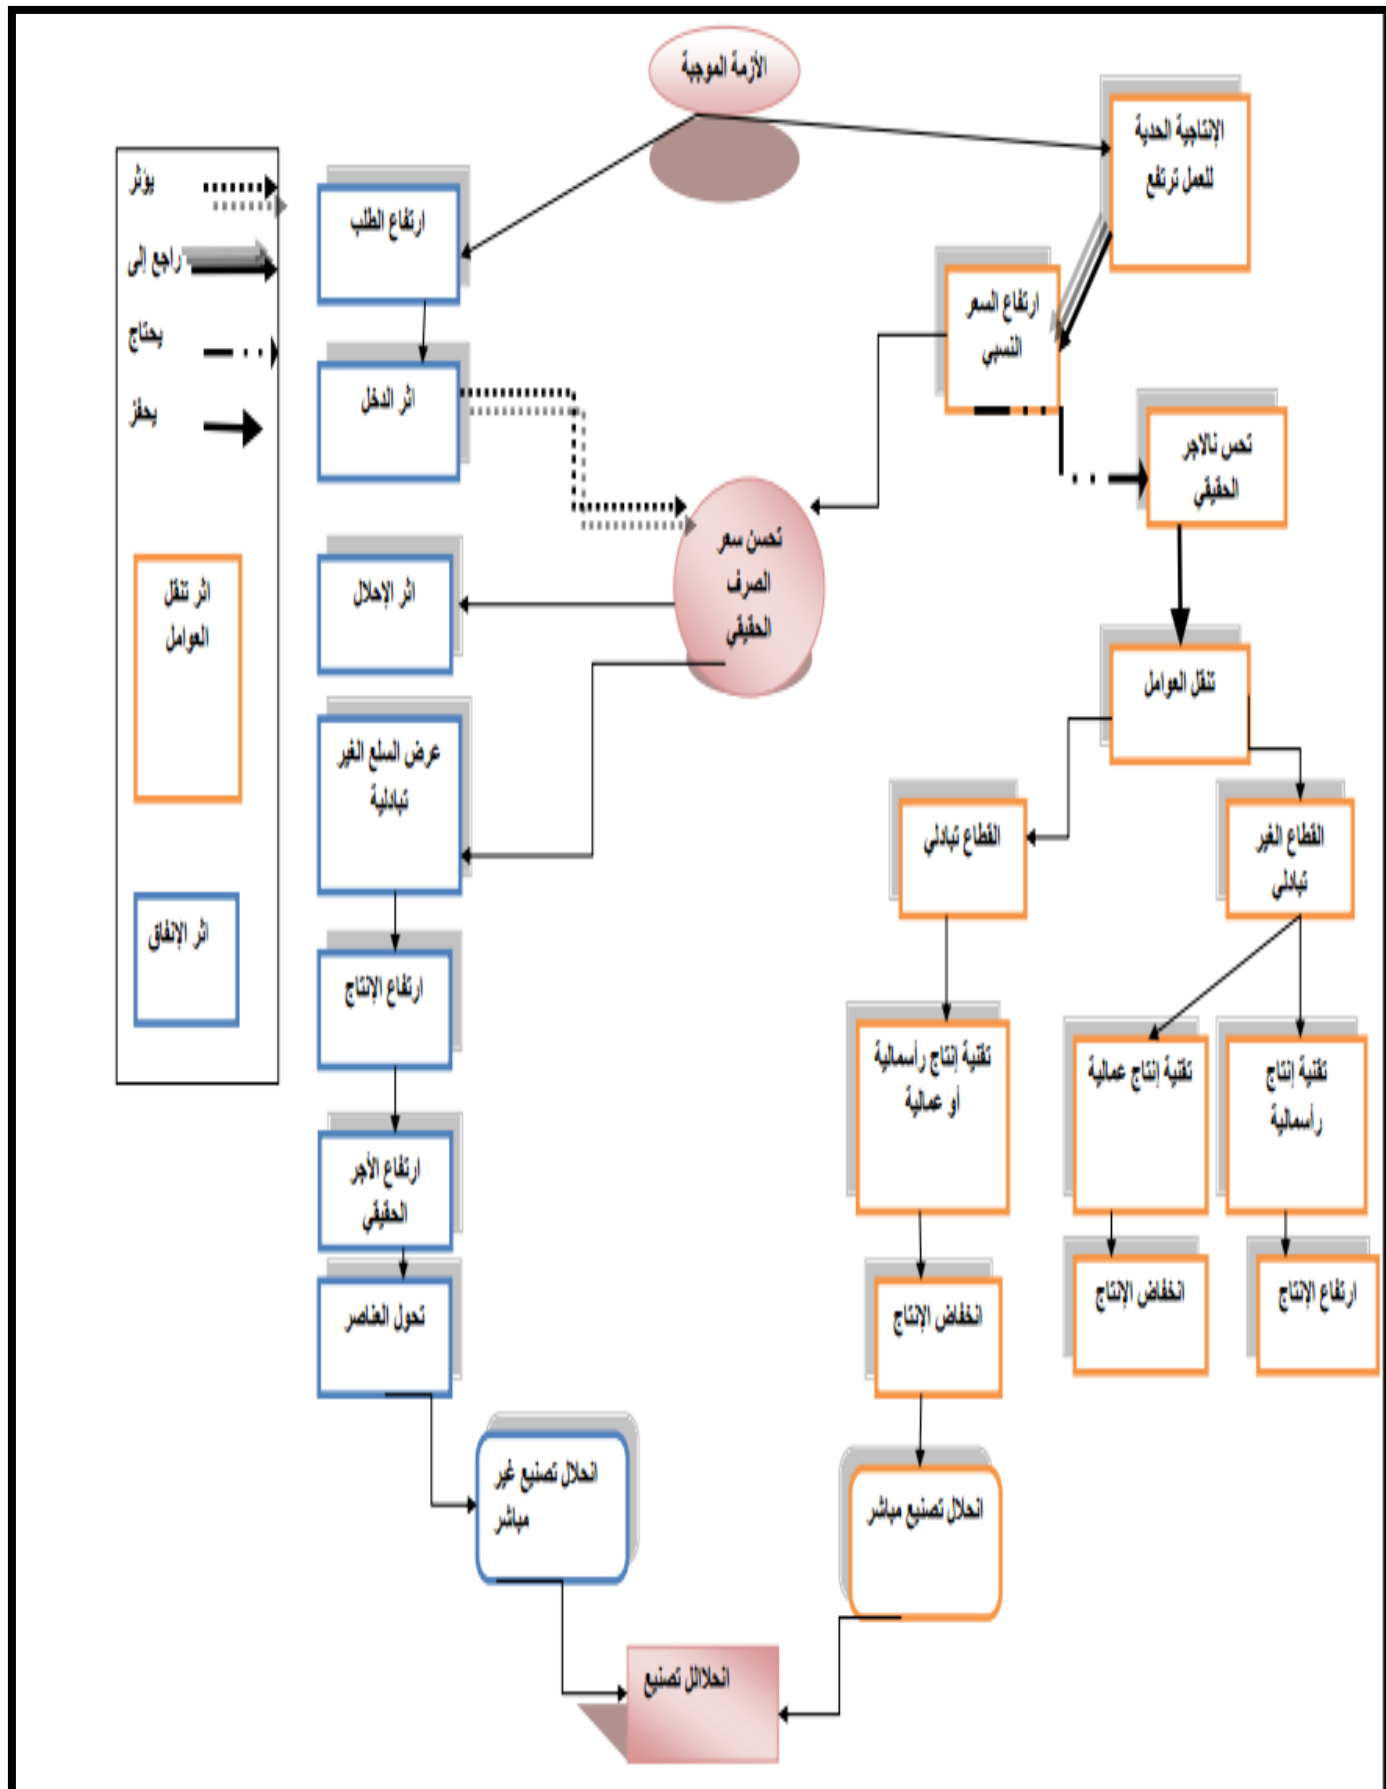 الأزمة الموجبة
الإنتاجية الحدية
للعمل ترتفع
يؤثر
راجع إلى
يحتاج
يحفز
اثر تنقل
العوامل
اثر الإنفاق
ارتفاع الطلب
ارتفاع السعر
النسبي
اثر الدخل
تحس نالاجر
الحقيقي
تحسن سعر
الصرف
الحقيقي
اثر الإحلال
تنقل العوامل
عرض السلع الغير
تبادلية
القطاع تبادلي
القطاع الغير
تبادلي
ارتفاع الإنتاج
تقنية إنتاج رأسمالية
أو عمالية
تقنية إنتاج عمالية
تقنية إنتاج
رأسمالية
ارتفاع الأجر
الحقيقي
تحول العناصر
انخفاض الإنتاج
انخفاض الإنتاج
ارتفاع الإنتاج
انحلال تصنيع غير
مباشر
انحلال تصنيع مباشر
انحلاالل تصنيع